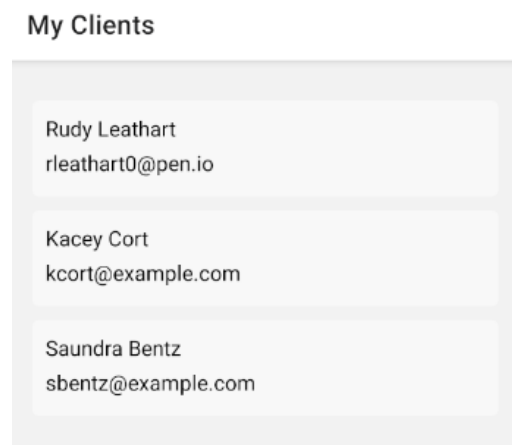 My Clients
Rudy Leathart
rleathart0@pen.io
Kacey Cort
kcort@example.com
Saundra Bentz
sbentz@example.com